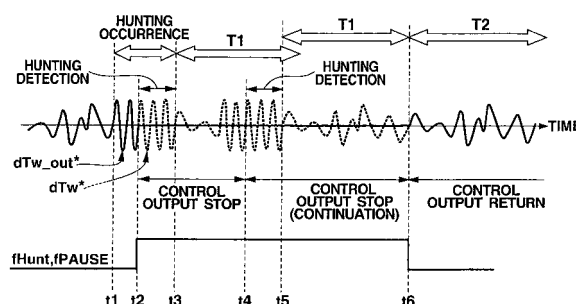 HUNTING
OCCURRENCE
T1
T1
T2
HUNTING
DETECTION
HUNTING
DETECTION
TIME
dTw_out*
dTw*
CONTROL
OUTPUT STOP
CONTROL
OUTPUT STOP
(CONTINUATION)
CONTROL
OUTPUT RETURN
fHunt,fPAUSE
t1 t2 t3 t4 t5 t6